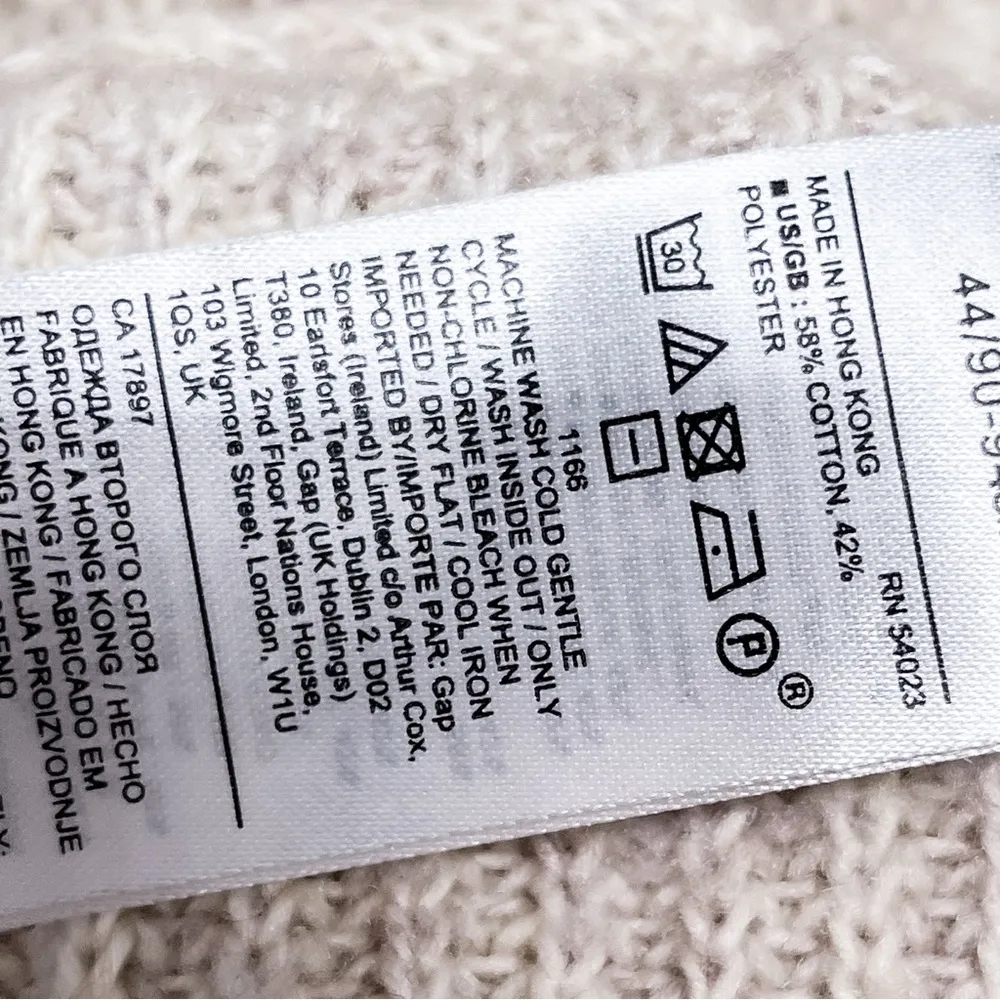 44/90-94
RN 54023
MADE IN HONG KONG
■ US/GB : 58% COTTON, 42%
POLYESTER
30
P
®
1166
MACHINE WASH COLD GENTLE
CYCLE / WASH INSIDE OUT / ONLY
NON-CHLORINE BLEACH WHEN
NEEDED / DRY FLAT / COOL IRON
IMPORTED BY/IMPORTE PAR: Gap
Stores (Ireland) Limited c/o Arthur Cox,
10 Earlsfort Terrace, Dublin 2, D02
T380, Ireland, Gap (UK Holdings)
Limited, 2nd Floor Nations House,
103 Wigmore Street, London, W1U
1QS, UK
CA 17897
ОДЕЖДА ВТОРОГО СЛОЯ
FABRIQUE A HONG KONG / HECHO
EN HONG KONG / FABRICADO EM
KONG / ZEMLJA PROIZVODNJE